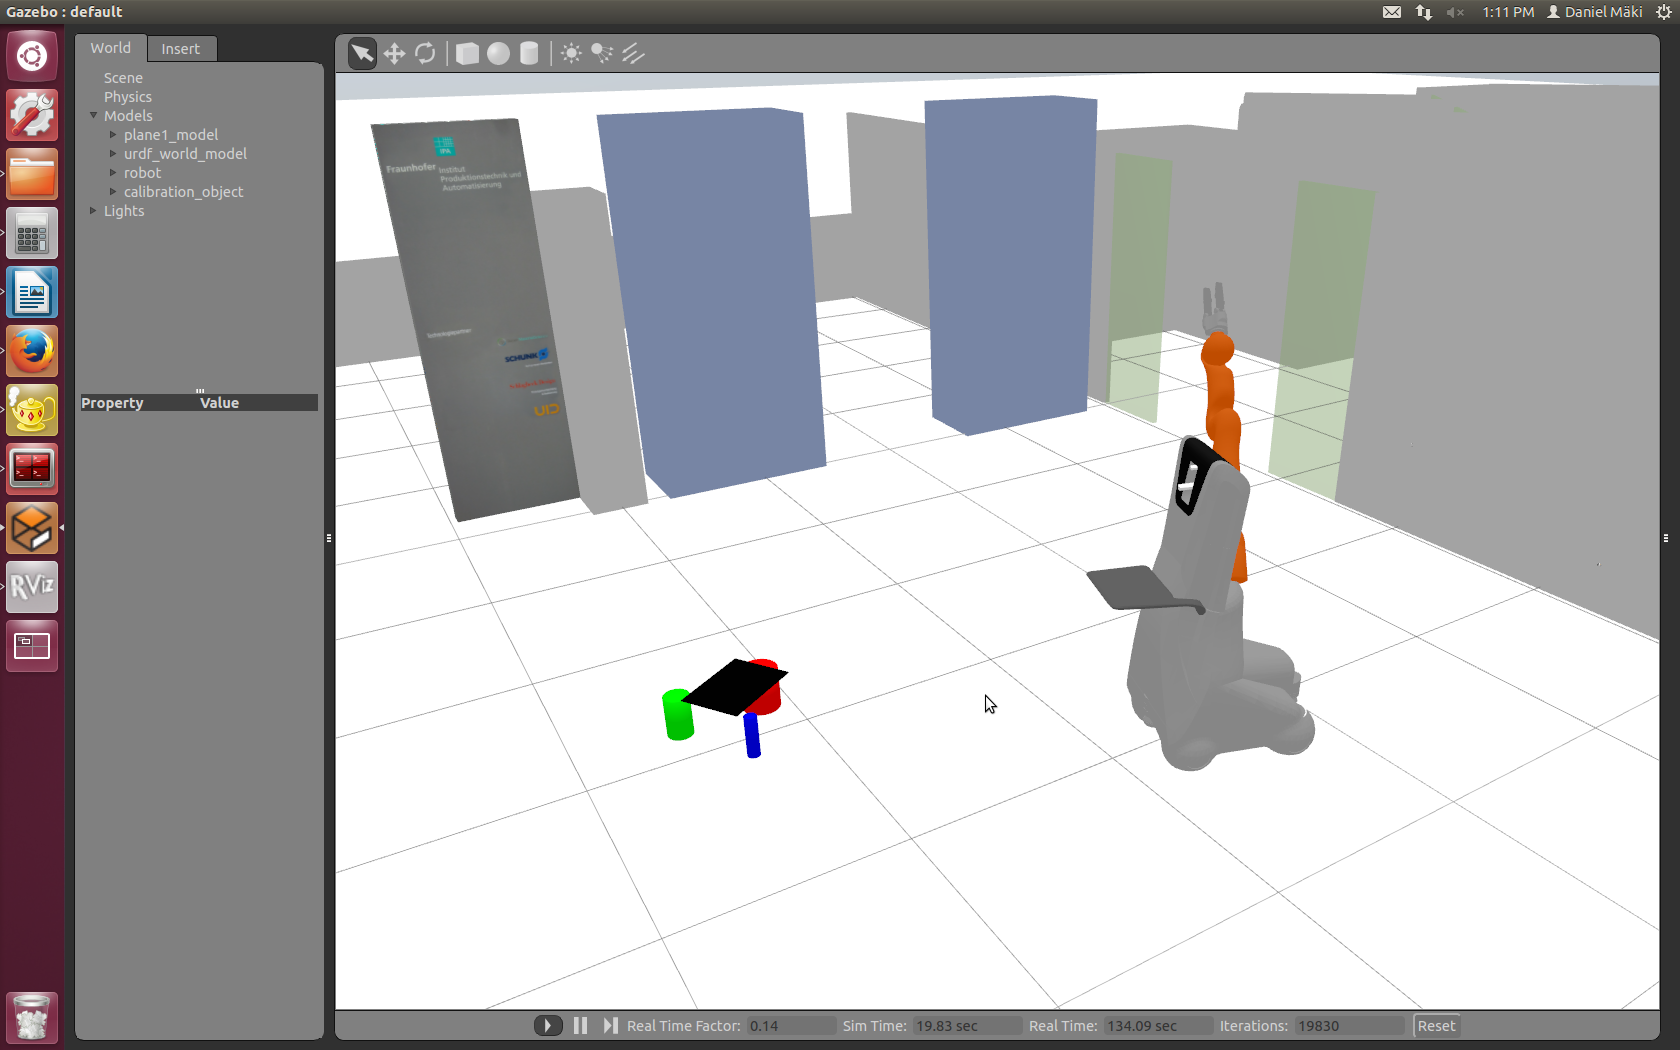 Gazebo : default
1:11 PM
Daniel Mäki
World
Insert
Scene
Physics
Models
plane1_model
urdf_world_model
robot
calibration_object
Lights
Property
Value
RViz
IPA
Fraunhofer
Institut
Produktionstechnik und
Automatisierung
SCHUNK
Real Time Factor: 0.14
Sim Time: 19.83 sec
Real Time: 134.09 sec
Iterations: 19830
Reset